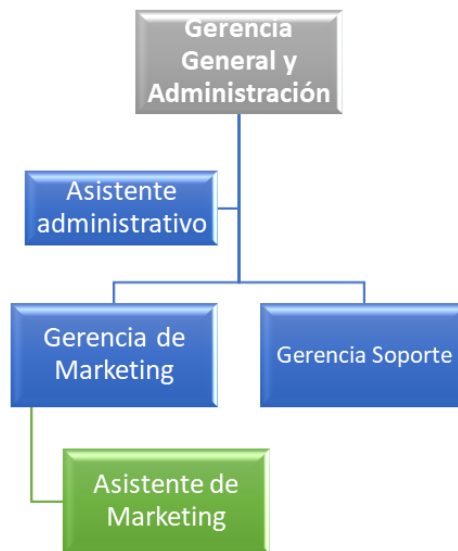 Gerencia
General y
Administración
Asistente
administrativo
Gerencia de
Marketing
Gerencia Soporte
Asistente de
Marketing